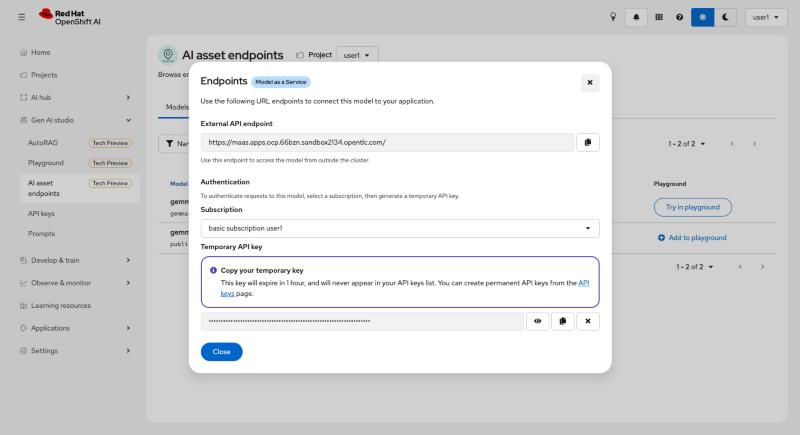 Red Hat
OpenShift AI
user1
Home
Projects
AI hub
Gen AI studio
AutoRAG
Tech Preview
Playground
Tech Preview
AI asset
endpoints
Tech Preview
API keys
Prompts
Develop & train
Observe & monitor
Learning resources
Applications
Settings
AI asset endpoints
Project
user1
Browse
Models
Nam
1 - 2 of 2
Model
Playground
gemm
gemma
Try in playground
gemm
publi
Add to playground
1 - 2 of 2
Endpoints
Model as a Service
Use the following URL endpoints to connect this model to your application.
External API endpoint
https://maas.apps.ocp.66bzn.sandbox2134.opentlc.com/
Use this endpoint to access the model from outside the cluster.
Authentication
To authenticate requests to this model, select a subscription, then generate a temporary API key.
Subscription
basic subscription user1
Temporary API key
Copy your temporary key
This key will expire in 1 hour, and will never appear in your API keys list. You can create permanent API keys from the API
keys page.
Close